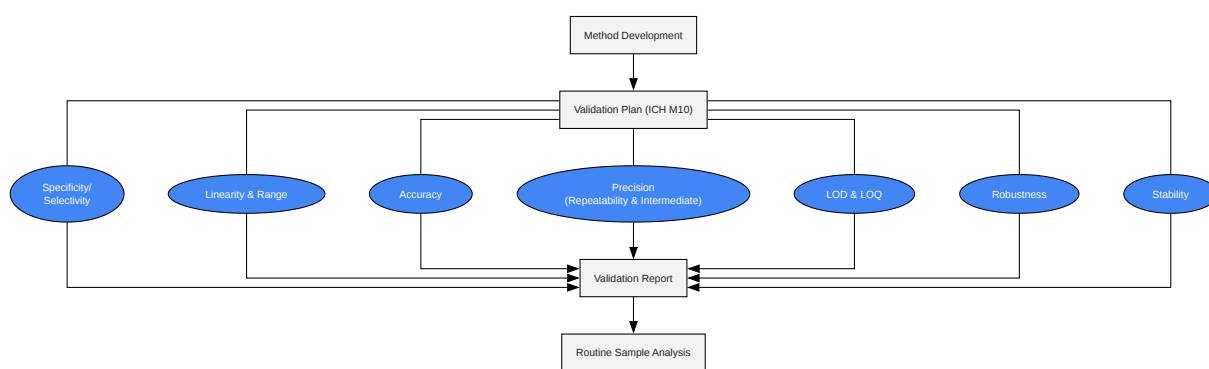 Method Development
Validation Plan (ICH M10)
Specificity/
Selectivity
Linearity & Range
Accuracy
Precision
(Repeatability & Intermediate)
LOD & LOQ
Robustness
Stability
Validation Report
Routine Sample Analysis